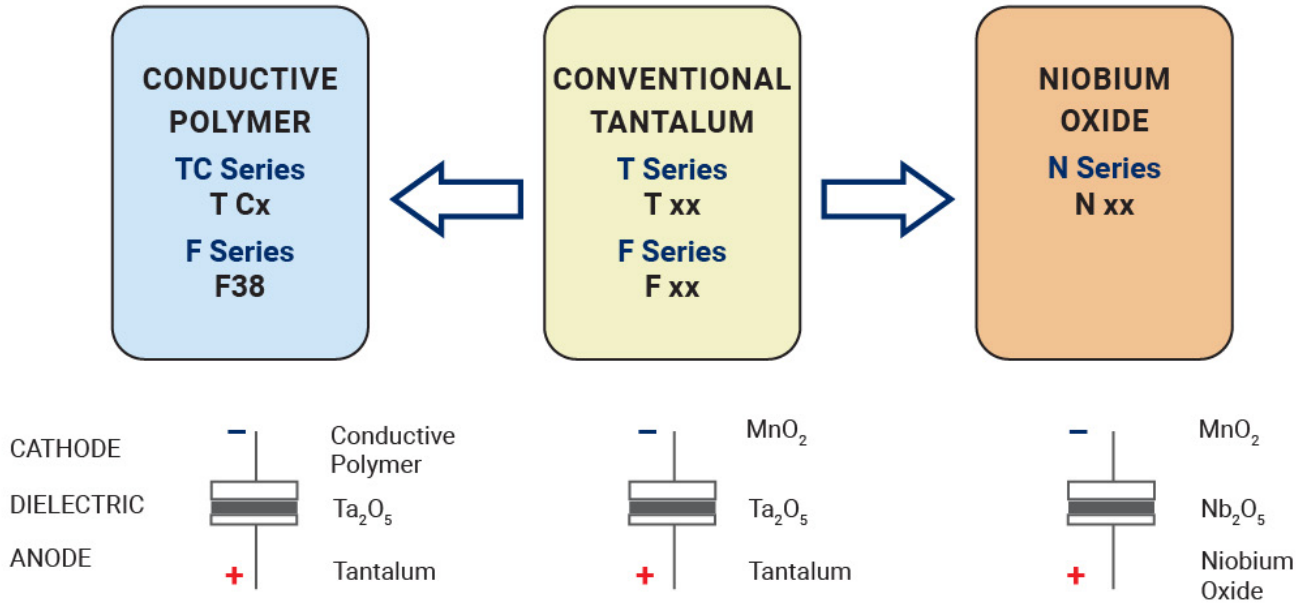 CONDUCTIVE
POLYMER
TC Series
T Cx
F Series
F38
CONVENTIONAL
TANTALUM
T Series
T xx
F Series
F xx
NIOBIUM
OXIDE
N Series
N xx
CATHODE
− Conductive
Polymer
− MnO₂
− MnO₂
DIELECTRIC
Ta₂O₅
Ta₂O₅
Nb₂O₅
ANODE
+ Tantalum
+ Tantalum
+ Niobium
Oxide